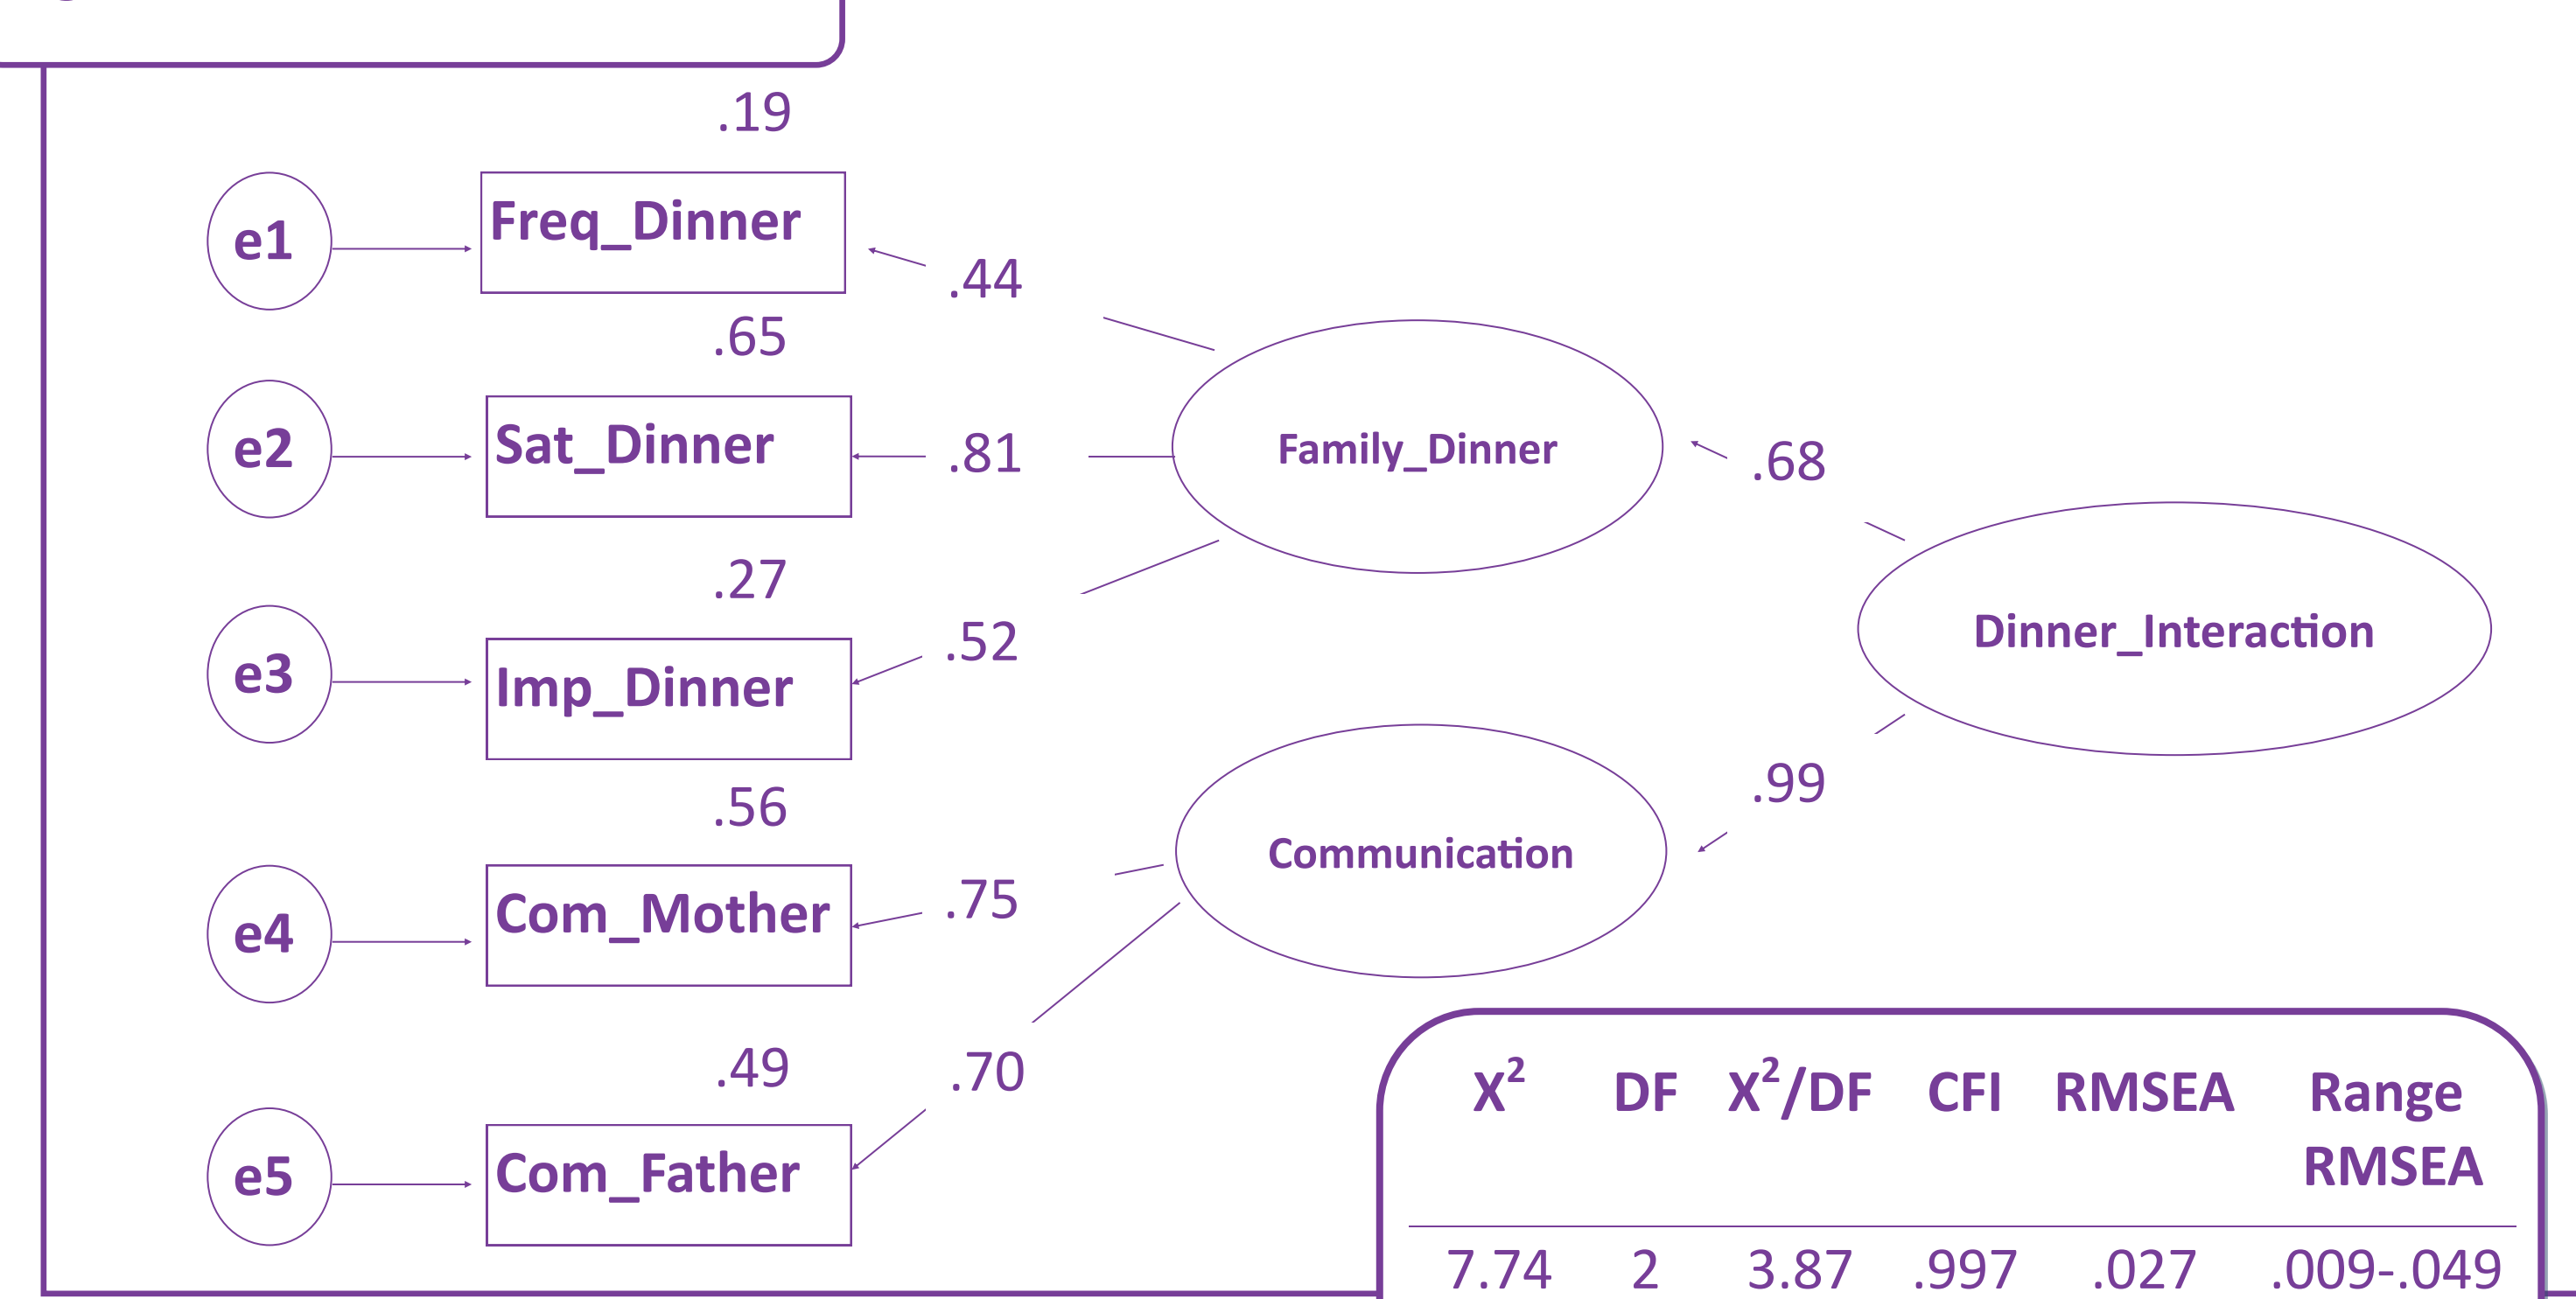 .19
e1
Freq_Dinner
.44
.65
e2
Sat_Dinner
.81
Family_Dinner
.68
.27
e3
Imp_Dinner
.52
Dinner_Interaction
.56
e4
Com_Mother
.75
Communication
.99
.49
e5
Com_Father
.70
X² DF X²/DF CFI RMSEA Range
RMSEA
7.74 2 3.87 .997 .027 .009-.049